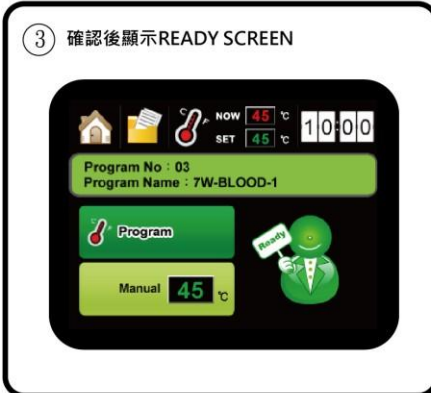 ③ 確認後顯示READY SCREEN
℃ ℉ NOW 45 ℃ 10:00
SET 45 ℃
Program No : 03
Program Name : 7W-BLOOD-1
℃ ℉ Program
Ready
Manual 45 ℃